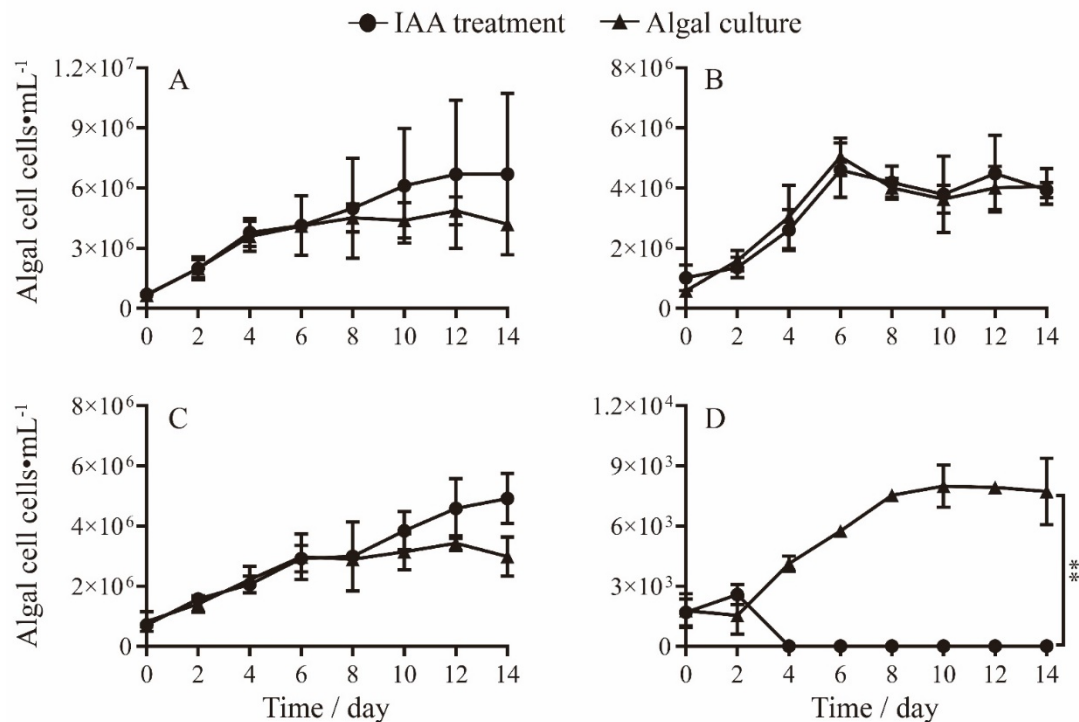 IAA treatment Algal culture
A
Algal cell cells•mL⁻¹
1.2×10⁷
9×10⁶
6×10⁶
3×10⁶
0
0 2 4 6 8 10 12 14
B
8×10⁶
6×10⁶
4×10⁶
2×10⁶
0
0 2 4 6 8 10 12 14
C
Algal cell cells•mL⁻¹
8×10⁶
6×10⁶
4×10⁶
2×10⁶
0
0 2 4 6 8 10 12 14
Time / day
D
1.2×10⁴
9×10³
6×10³
3×10³
0
**
0 2 4 6 8 10 12 14
Time / day